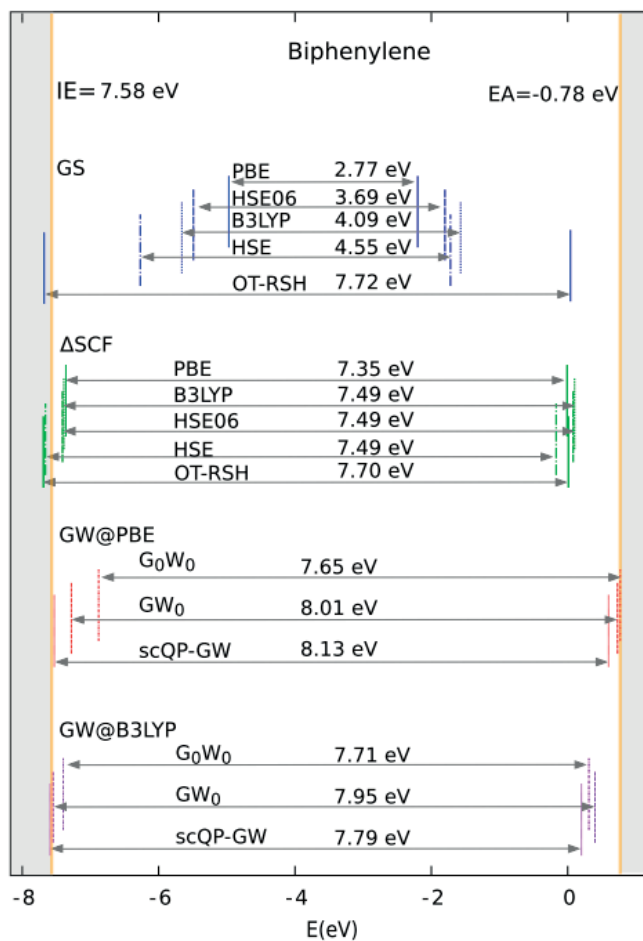 Biphenylene
IE= 7.58 eV
EA=-0.78 eV
GS
PBE 2.77 eV
HSE06 3.69 eV
B3LYP 4.09 eV
HSE 4.55 eV
OT-RSH 7.72 eV
ΔSCF
PBE 7.35 eV
B3LYP 7.49 eV
HSE06 7.49 eV
HSE 7.49 eV
OT-RSH 7.70 eV
GW@PBE
G₀W₀ 7.65 eV
GW₀ 8.01 eV
scQP-GW 8.13 eV
GW@B3LYP
G₀W₀ 7.71 eV
GW₀ 7.95 eV
scQP-GW 7.79 eV
-8 -6 -4 -2 0
E(eV)